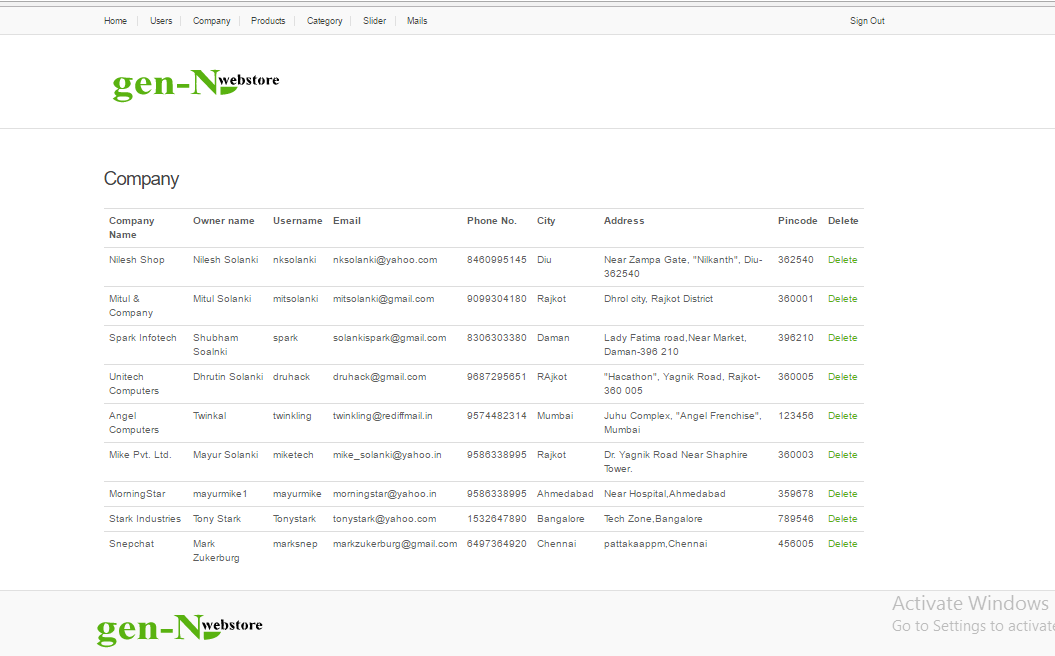 Home Users Company Products Category Slider Mails Sign Out
gen-N webstore
Company
Company Name Owner name Username Email Phone No. City Address Pincode Delete
Nilesh Shop Nilesh Solanki nksolanki nksolanki@yahoo.com 8460995145 Diu Near Zampa Gate, "Nilkanth", Diu-362540 362540 Delete
Mitul & Company Mitul Solanki mitsolanki mitsolanki@gmail.com 9099304180 Rajkot Dhrol city, Rajkot District 360001 Delete
Spark Infotech Shubham Soalnki spark solankispark@gmail.com 8306303380 Daman Lady Fatima road,Near Market, Daman-396 210 396210 Delete
Unitech Computers Dhrutin Solanki druhack druhack@gmail.com 9687295651 RAjkot "Hacathon", Yagnik Road, Rajkot-360 005 360005 Delete
Angel Computers Twinkal twinkling twinkling@rediffmail.in 9574482314 Mumbai Juhu Complex, "Angel Frenchise", Mumbai 123456 Delete
Mike Pvt. Ltd. Mayur Solanki miketech mike_solanki@yahoo.in 9586338995 Rajkot Dr. Yagnik Road Near Shaphire Tower. 360003 Delete
MorningStar mayurmike1 mayurmike morningstar@yahoo.in 9586338995 Ahmedabad Near Hospital,Ahmedabad 359678 Delete
Stark Industries Tony Stark Tonystark tonystark@yahoo.com 1532647890 Bangalore Tech Zone,Bangalore 789546 Delete
Snepchat Mark Zukerburg marksnep markzukerburg@gmail.com 6497364920 Chennai pattakaappm,Chennai 456005 Delete
gen-N webstore
Activate Windows
Go to Settings to activate